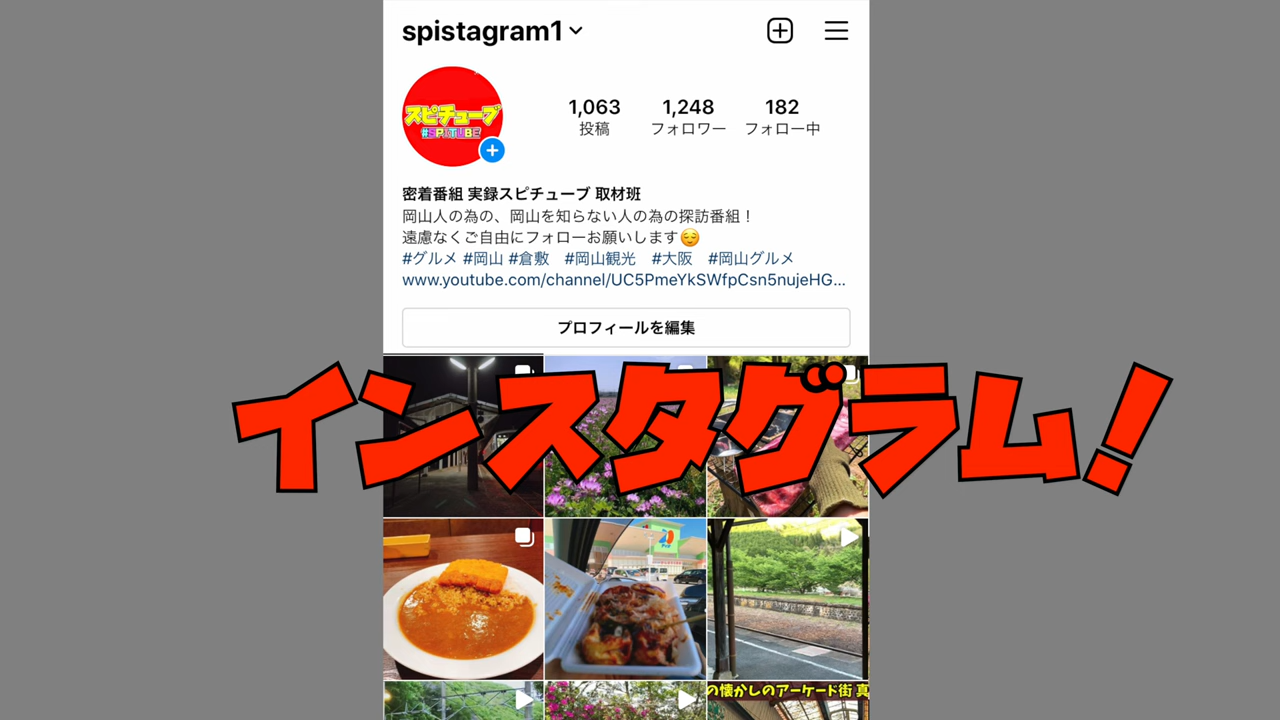 spistagram1
スピチューブ
#SPITUBE
1,063 1,248 182
投稿 フォロワー フォロー中
密着番組 実録スピチューブ 取材班
岡山人の為の、岡山を知らない人の為の探訪番組！
遠慮なくご自由にフォローお願いします😌
#グルメ #岡山 #倉敷　#岡山観光　#大阪　#岡山グルメ
www.youtube.com/channel/UC5PmeYkSWfpCsn5nujeHG...
プロフィールを編集
インスタグラム！
の懐かしのアーケード街 真